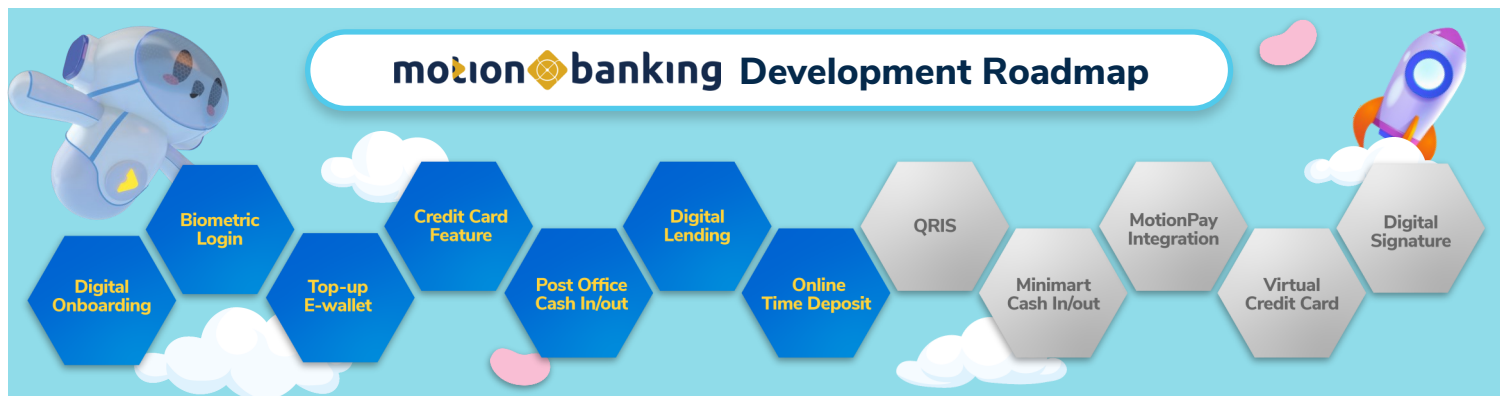 motion banking Development Roadmap
Digital
Onboarding
Biometric
Login
Top-up
E-wallet
Credit Card
Feature
Post Office
Cash In/out
Digital
Lending
Online
Time Deposit
QRIS
Minimart
Cash In/out
MotionPay
Integration
Virtual
Credit Card
Digital
Signature